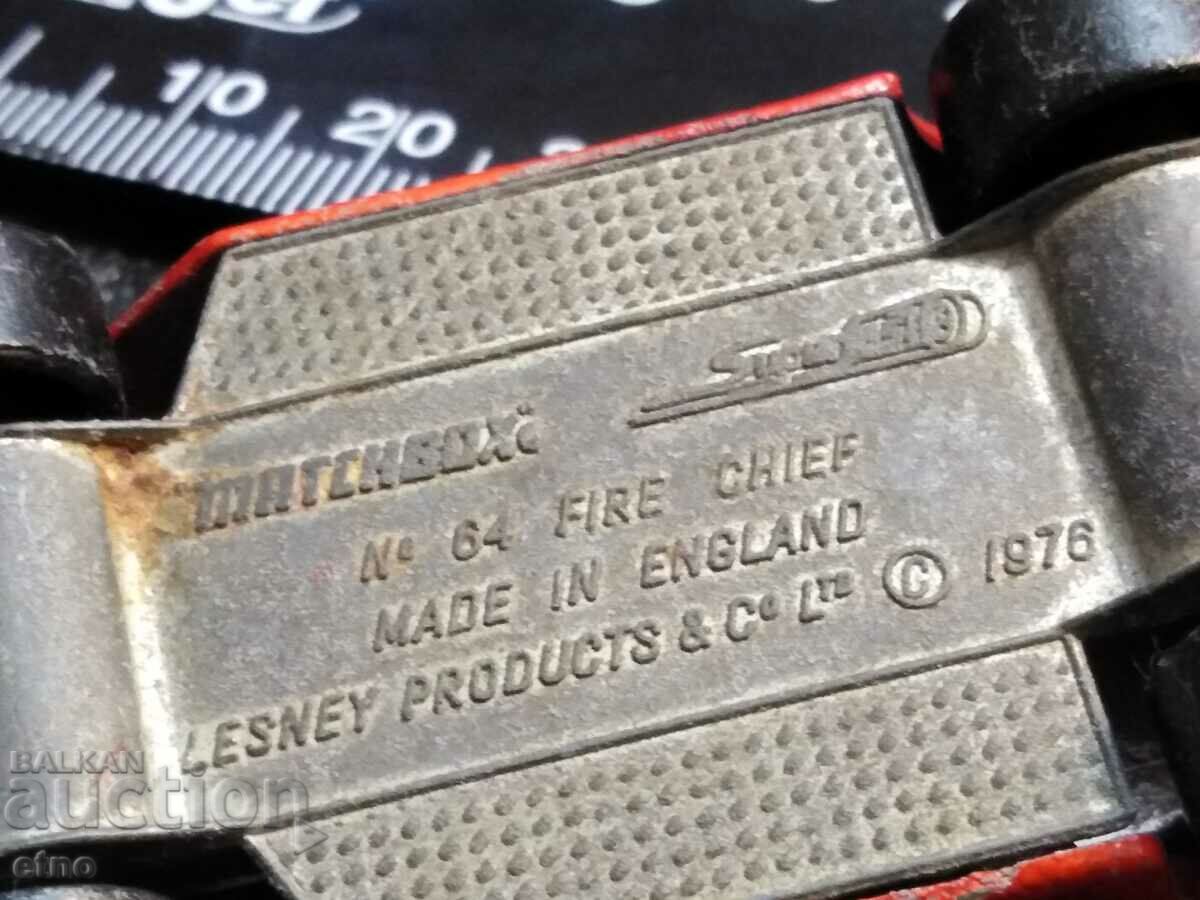 10 20
Superfast
MATCHBOX
No 64 FIRE CHIEF
MADE IN ENGLAND
LESNEY PRODUCTS & Co LTD © 1976
BALKAN
auction
etno